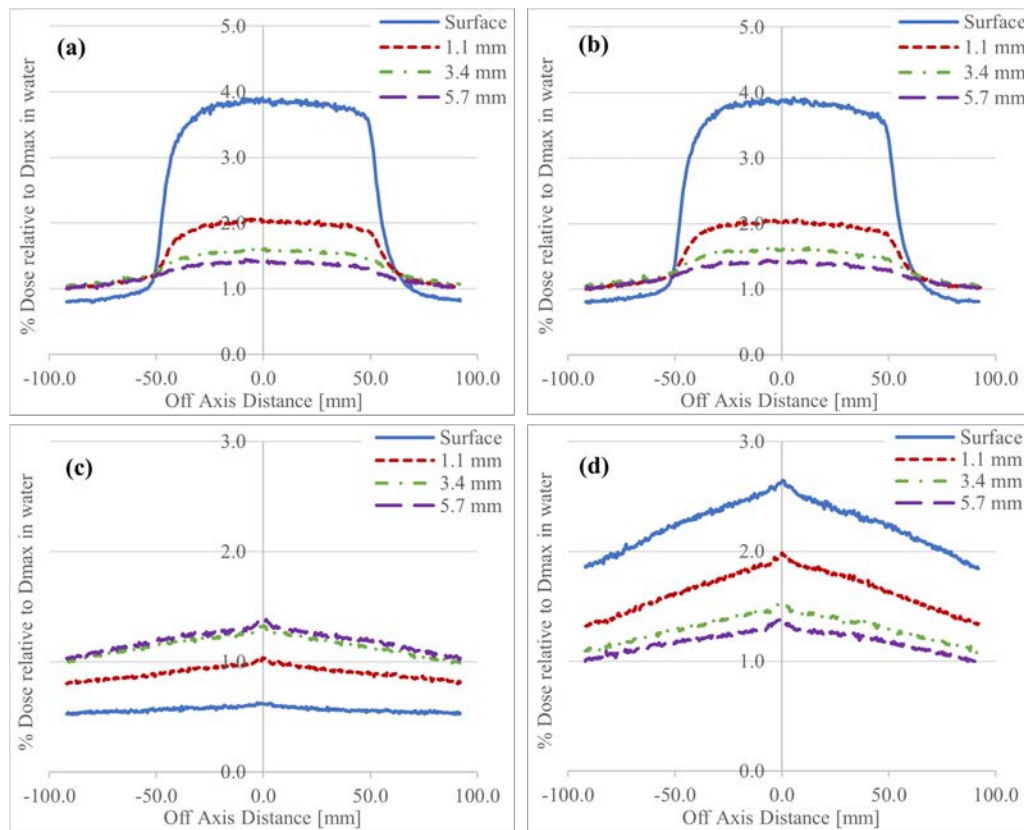 (a)
5.0
4.0
3.0
2.0
1.0
0.0
-100.0 -50.0 0.0 50.0 100.0
Off Axis Distance [mm]
% Dose relative to Dmax in water
Surface
1.1 mm
3.4 mm
5.7 mm
(b)
5.0
4.0
3.0
2.0
1.0
0.0
-100.0 -50.0 0.0 50.0 100.0
Off Axis Distance [mm]
% Dose relative to Dmax in water
Surface
1.1 mm
3.4 mm
5.7 mm
(c)
3.0
2.0
1.0
0.0
-100.0 -50.0 0.0 50.0 100.0
Off Axis Distance [mm]
% Dose relative to Dmax in water
Surface
1.1 mm
3.4 mm
5.7 mm
(d)
3.0
2.0
1.0
0.0
-100.0 -50.0 0.0 50.0 100.0
Off Axis Distance [mm]
% Dose relative to Dmax in water
Surface
1.1 mm
3.4 mm
5.7 mm